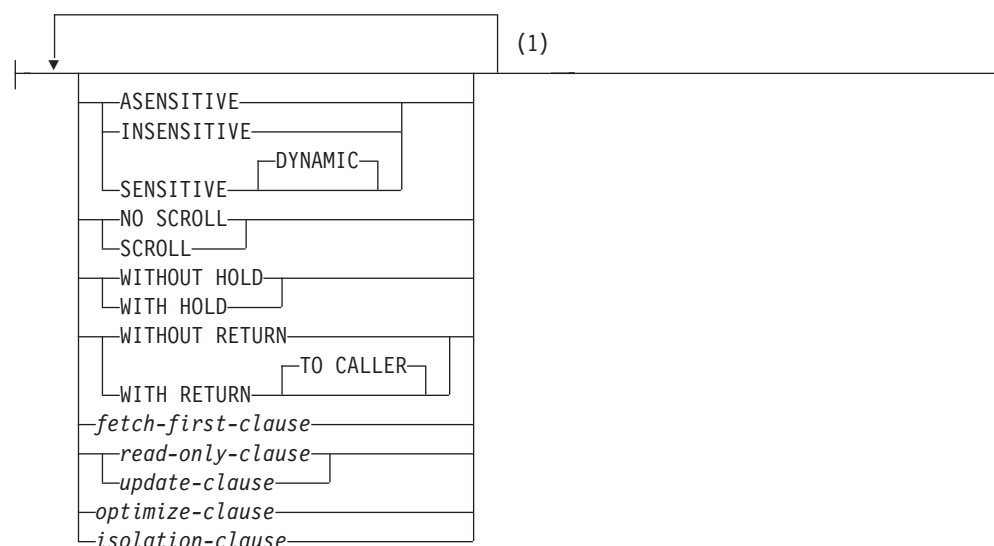 (1)
ASENSITIVE
INSENSITIVE
DYNAMIC
SENSITIVE
NO SCROLL
SCROLL
WITHOUT HOLD
WITH HOLD
WITHOUT RETURN
TO CALLER
WITH RETURN
fetch-first-clause
read-only-clause
update-clause
optimize-clause
isolation-clause